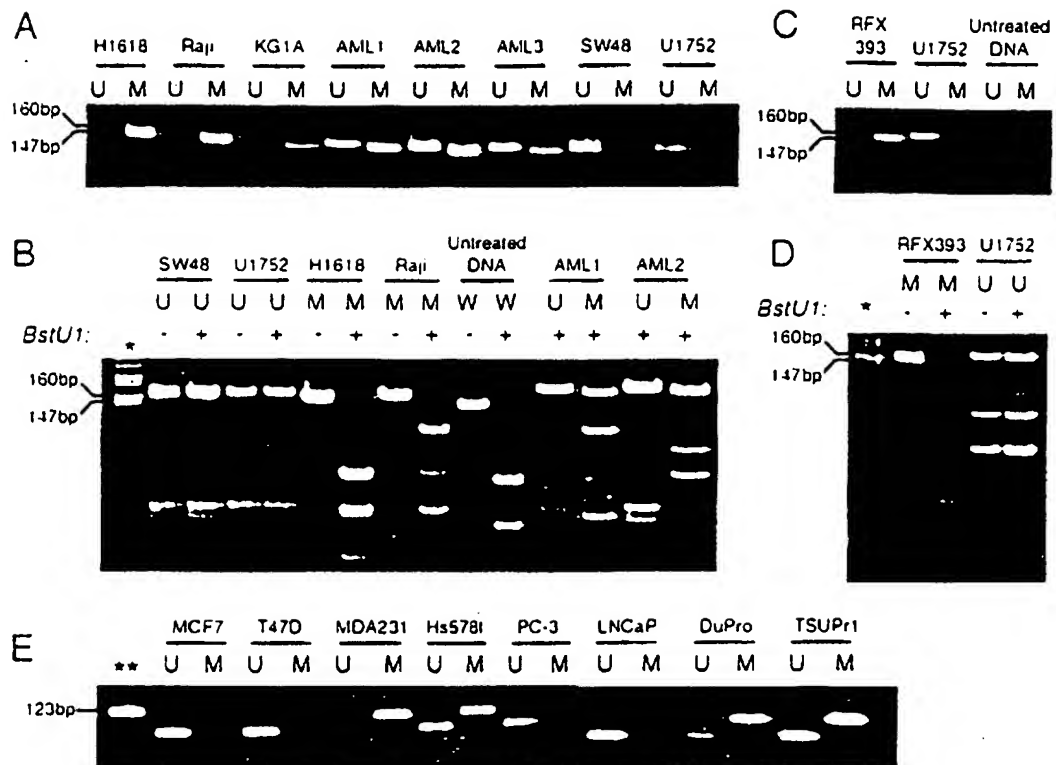 A
H1618 Raji KG1A AML1 AML2 AML3 SW48 U1752
U M U M U M U M U M U M U M U M
160bp
147bp
C
RFX
393 U1752 Untreated
DNA
U M U M U M
160bp
147bp
B
SW48 U1752 H1618 Raji Untreated
DNA AML1 AML2
U U U U M M M M W W U M U M
BstU1: - + - + - + - + - + + + + +
*
160bp
147bp
D
RFX393 U1752
M M U U
BstU1: * - + - +
160bp
147bp
E
MCF7 T47D MDA231 Hs578t PC-3 LNCaP DuPro TSUPr1
** U M U M U M U M U M U M U M U M
123bp